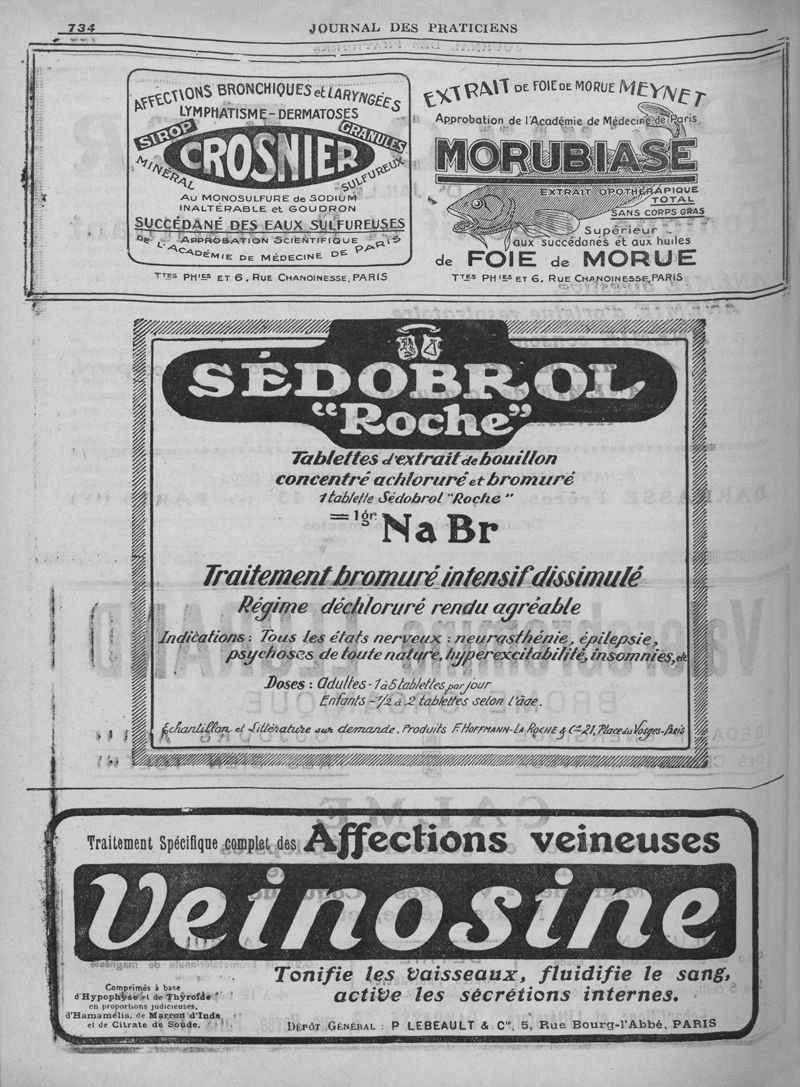 734
JOURNAL DES PRATICIENS
AFFECTIONS BRONCHIQUES et LARYNGÉES
LYMPHATISME - DERMATOSES
SIROP
GRANULES
CROSNIER
MINÉRAL
SULFUREUX
AU MONOSULFURE de SODIUM
INALTÉRABLE et GOUDRON
SUCCÉDANÉ DES EAUX SULFUREUSES
APPROBATION SCIENTIFIQUE
DE L'ACADÉMIE DE MÉDECINE DE PARIS
TTES PHIES ET 6, RUE CHANOINESSE, PARIS
EXTRAIT DE FOIE DE MORUE MEYNET
Approbation de l'Académie de Médecine de Paris
MORUBIASE
EXTRAIT OPOTHÉRAPIQUE
TOTAL
SANS CORPS GRAS
Supérieur
aux succédanés et aux huiles
de FOIE de MORUE
TTES PHIES ET 6, RUE CHANOINESSE, PARIS
SÉDOBROL
"Roche"
Tablettes d'extrait de bouillon
concentré achloruré et bromuré
1 tablette Sédobrol "Roche"
= 1gr. Na Br
Traitement bromuré intensif dissimulé
Régime déchloruré rendu agréable
Indications : Tous les états nerveux : neurasthénie, épilepsie,
psychoses de toute nature, hyperexcitabilité, insomnies, etc
Doses : Adultes - 1 à 5 tablettes par jour
Enfants - 1/2 à 2 tablettes selon l'âge.
Échantillon et Littérature sur demande. Produits F. HOFFMANN-LA ROCHE & Cie 21, Place des Vosges-Paris
Traitement Spécifique complet des Affections veineuses
Veinosine
Comprimés à base
d'Hypophyse et de Thyroïde
en proportions judicieuses,
d'Hamamélis, de Marron d'Inde
et de Citrate de Soude.
Tonifie les vaisseaux, fluidifie le sang,
active les sécrétions internes.
DÉPÔT GÉNÉRAL : P LEBEAULT & Cie, 5, Rue Bourg-l'Abbé, PARIS